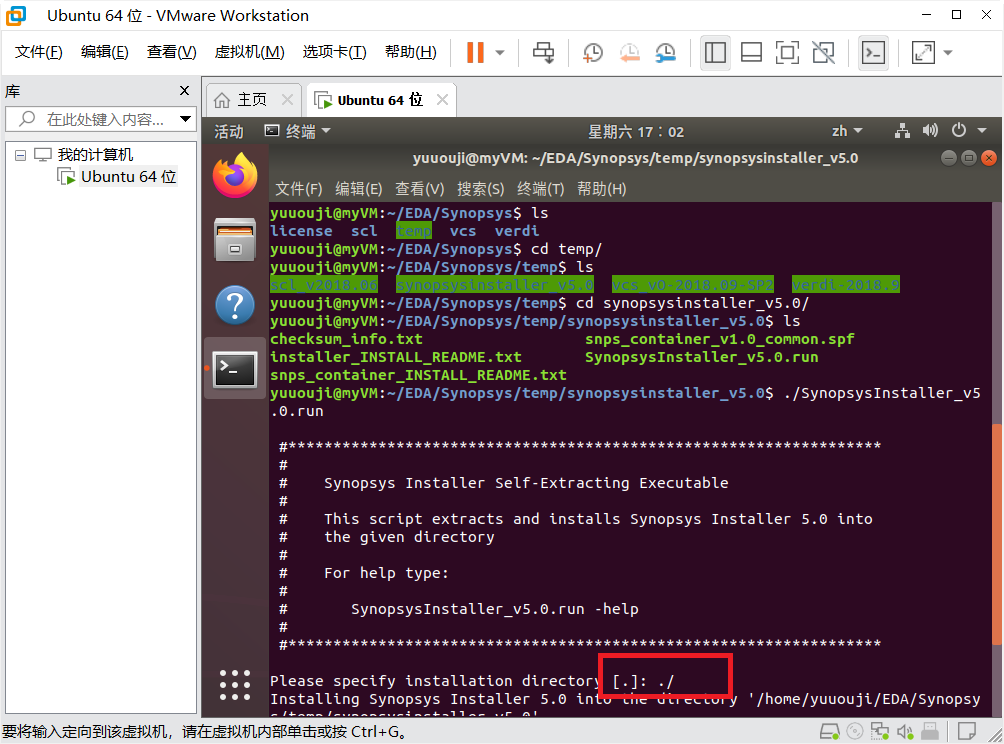 Ubuntu 64 位 - VMware Workstation
文件(F) 编辑(E) 查看(V) 虚拟机(M) 选项卡(T) 帮助(H)
库
在此处键入内容...
我的计算机
Ubuntu 64 位
主页
Ubuntu 64 位
活动 终端 星期六 17：02 zh
yuuouji@myVM: ~/EDA/Synopsys/temp/synopsysinstaller_v5.0
文件(F) 编辑(E) 查看(V) 搜索(S) 终端(T) 帮助(H)
yuuouji@myVM:~/EDA/Synopsys$ ls
license scl temp vcs verdi
yuuouji@myVM:~/EDA/Synopsys$ cd temp/
yuuouji@myVM:~/EDA/Synopsys/temp$ ls
scl_v2018.06 synopsysinstaller_v5.0 vcs_vO-2018.09-SP2 verdi-2018.9
yuuouji@myVM:~/EDA/Synopsys/temp$ cd synopsysinstaller_v5.0/
yuuouji@myVM:~/EDA/Synopsys/temp/synopsysinstaller_v5.0$ ls
checksum_info.txt snps_container_v1.0_common.spf
installer_INSTALL_README.txt SynopsysInstaller_v5.0.run
snps_container_INSTALL_README.txt
yuuouji@myVM:~/EDA/Synopsys/temp/synopsysinstaller_v5.0$ ./SynopsysInstaller_v5
.0.run
#******************************************************************
#
# Synopsys Installer Self-Extracting Executable
#
# This script extracts and installs Synopsys Installer 5.0 into
# the given directory
#
# For help type:
#
# SynopsysInstaller_v5.0.run -help
#
#******************************************************************
Please specify installation directory [.]: ./
Installing Synopsys Installer 5.0 into the directory '/home/yuuouji/EDA/Synopsy
s/temp/synopsysinstaller_v5.0'
要将输入定向到该虚拟机，请在虚拟机内部单击或按 Ctrl+G。